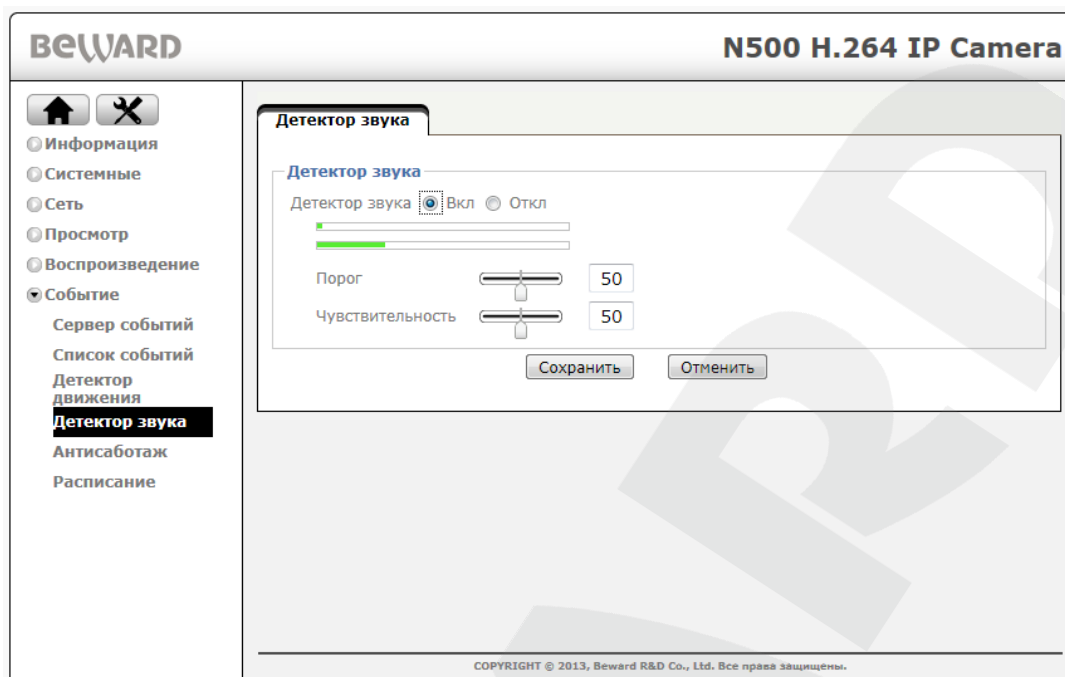 BEWARD
N500 H.264 IP Camera
Информация
Системные
Сеть
Просмотр
Воспроизведение
Событие
Сервер событий
Список событий
Детектор
движения
Детектор звука
Антисаботаж
Расписание
Детектор звука
Детектор звука
Детектор звука Вкл Откл
Порог 50
Чувствительность 50
Сохранить Отменить
COPYRIGHT © 2013, Beward R&D Co., Ltd. Все права защищены.